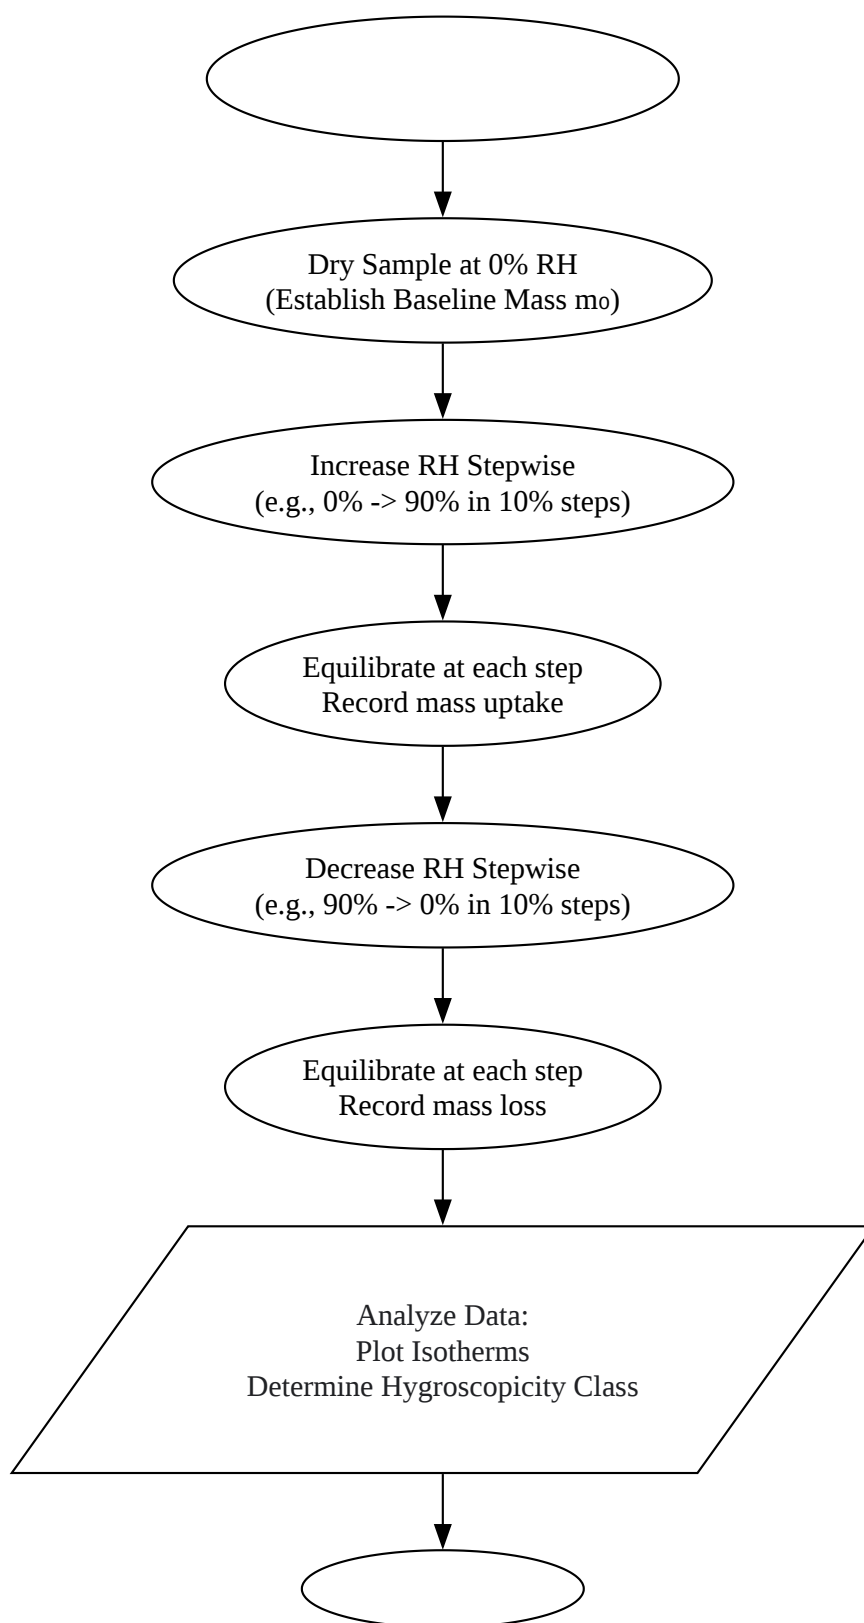 Dry Sample at 0% RH
(Establish Baseline Mass m₀)
Increase RH Stepwise
(e.g., 0% -> 90% in 10% steps)
Equilibrate at each step
Record mass uptake
Decrease RH Stepwise
(e.g., 90% -> 0% in 10% steps)
Equilibrate at each step
Record mass loss
Analyze Data:
Plot Isotherms
Determine Hygroscopicity Class